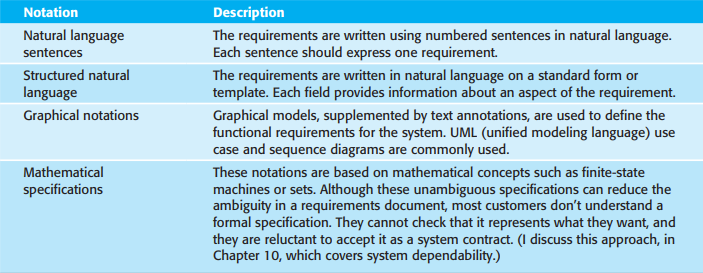 Notation Description
Natural language The requirements are written using numbered sentences in natural language.
sentences Each sentence should express one requirement.
Structured natural The requirements are written in natural language on a standard form or
language template. Each field provides information about an aspect of the requirement.
Graphical notations Graphical models, supplemented by text annotations, are used to define the
functional requirements for the system. UML (unified modeling language) use
case and sequence diagrams are commonly used.
Mathematical These notations are based on mathematical concepts such as finite-state
specifications machines or sets. Although these unambiguous specifications can reduce the
ambiguity in a requirements document, most customers don’t understand a
formal specification. They cannot check that it represents what they want, and
they are reluctant to accept it as a system contract. (I discuss this approach, in
Chapter 10, which covers system dependability.)